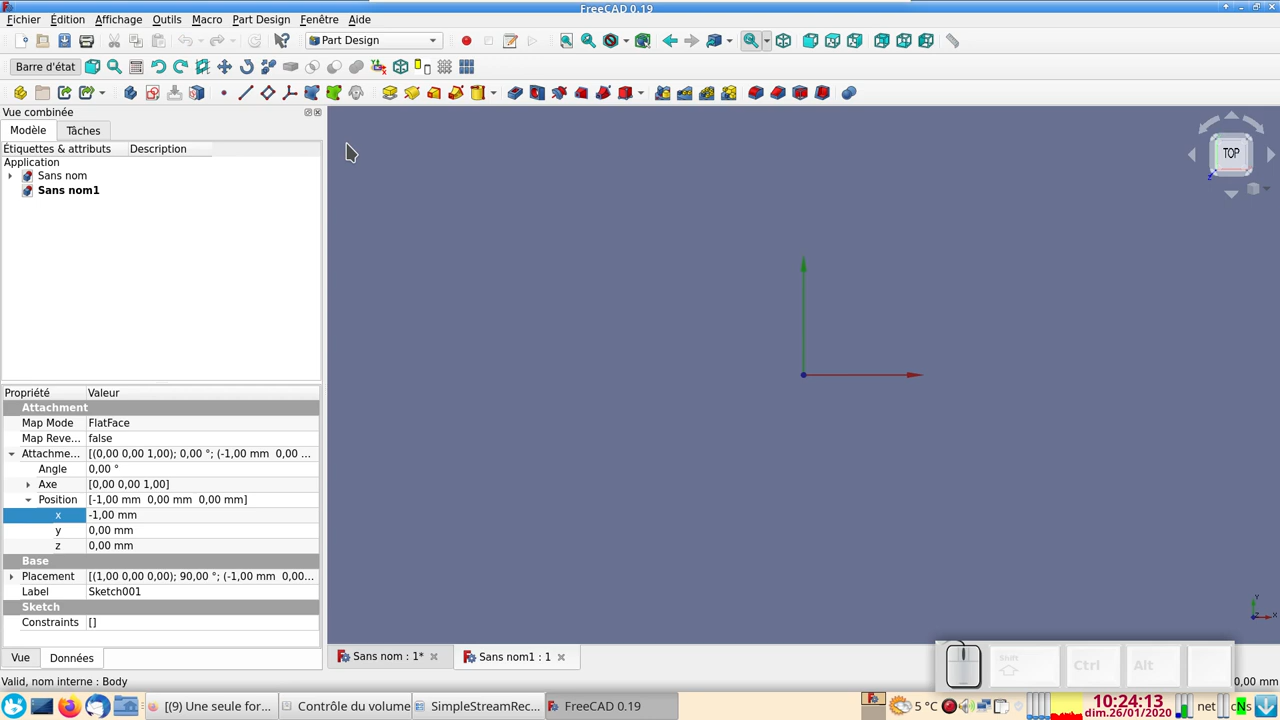 FreeCAD 0.19
Fichier Édition Affichage Outils Macro Part Design Fenêtre Aide
Part Design
Barre d'état
Vue combinée
Modèle Tâches
Étiquettes & attributs Description
Application
Sans nom
Sans nom1
TOP
Propriété Valeur
Attachment
Map Mode FlatFace
Map Reve... false
Attachme... [(0,00 0,00 1,00); 0,00 °; (-1,00 mm 0,00 ...
Angle 0,00 °
Axe [0,00 0,00 1,00]
Position [-1,00 mm 0,00 mm 0,00 mm]
x -1,00 mm
y 0,00 mm
z 0,00 mm
Base
Placement [(1,00 0,00 0,00); 90,00 °; (-1,00 mm 0,00...
Label Sketch001
Sketch
Constraints []
Y
X
Vue Données
Sans nom : 1* Sans nom1 : 1
Shift Ctrl Alt
Valid, nom interne : Body
0,00 mm
[(9) Une seule for... Contrôle du volume SimpleStreamRec... FreeCAD 0.19
5 °C
10:24:13
dim.26/01/2020
net
cNs